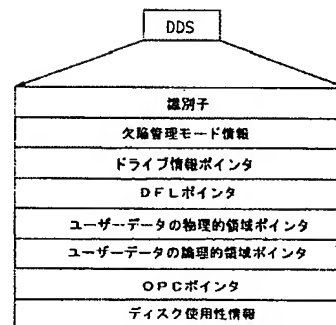 DDS
識別子
欠陥管理モード情報
ドライブ情報ポインタ
DFLポインタ
ユーザーデータの物理的領域ポインタ
ユーザーデータの論理的領域ポインタ
OPCポインタ
ディスク使用性情報